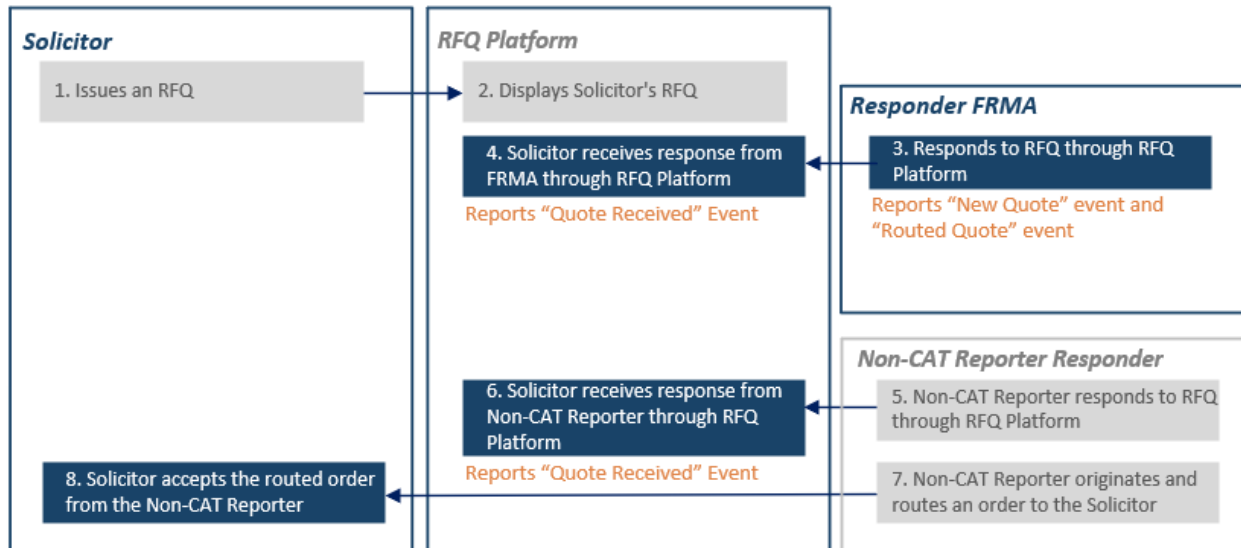 Solicitor
RFQ Platform
1. Issues an RFQ
2. Displays Solicitor's RFQ
Responder FRMA
4. Solicitor receives response from
FRMA through RFQ Platform
3. Responds to RFQ through RFQ
Platform
Reports “Quote Received” Event
Reports “New Quote” event and
“Routed Quote” event
Non-CAT Reporter Responder
6. Solicitor receives response from
Non-CAT Reporter through RFQ
Platform
5. Non-CAT Reporter responds to RFQ
through RFQ Platform
Reports “Quote Received” Event
8. Solicitor accepts the routed order
from the Non-CAT Reporter
7. Non-CAT Reporter originates and
routes an order to the Solicitor